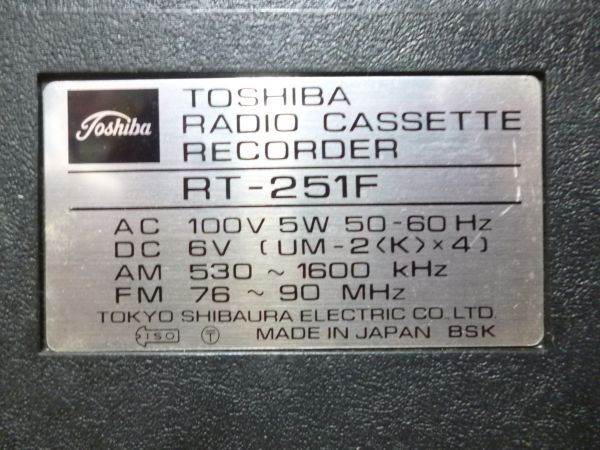 Toshiba
TOSHIBA
RADIO CASSETTE
RECORDER
RT-251F
AC 100V 5W 50-60 Hz
DC 6V (UM-2(K)×4)
AM 530 ~ 1600 kHz
FM 76 ~ 90 MHz
TOKYO SHIBAURA ELECTRIC CO. LTD.
ISO T MADE IN JAPAN BSK